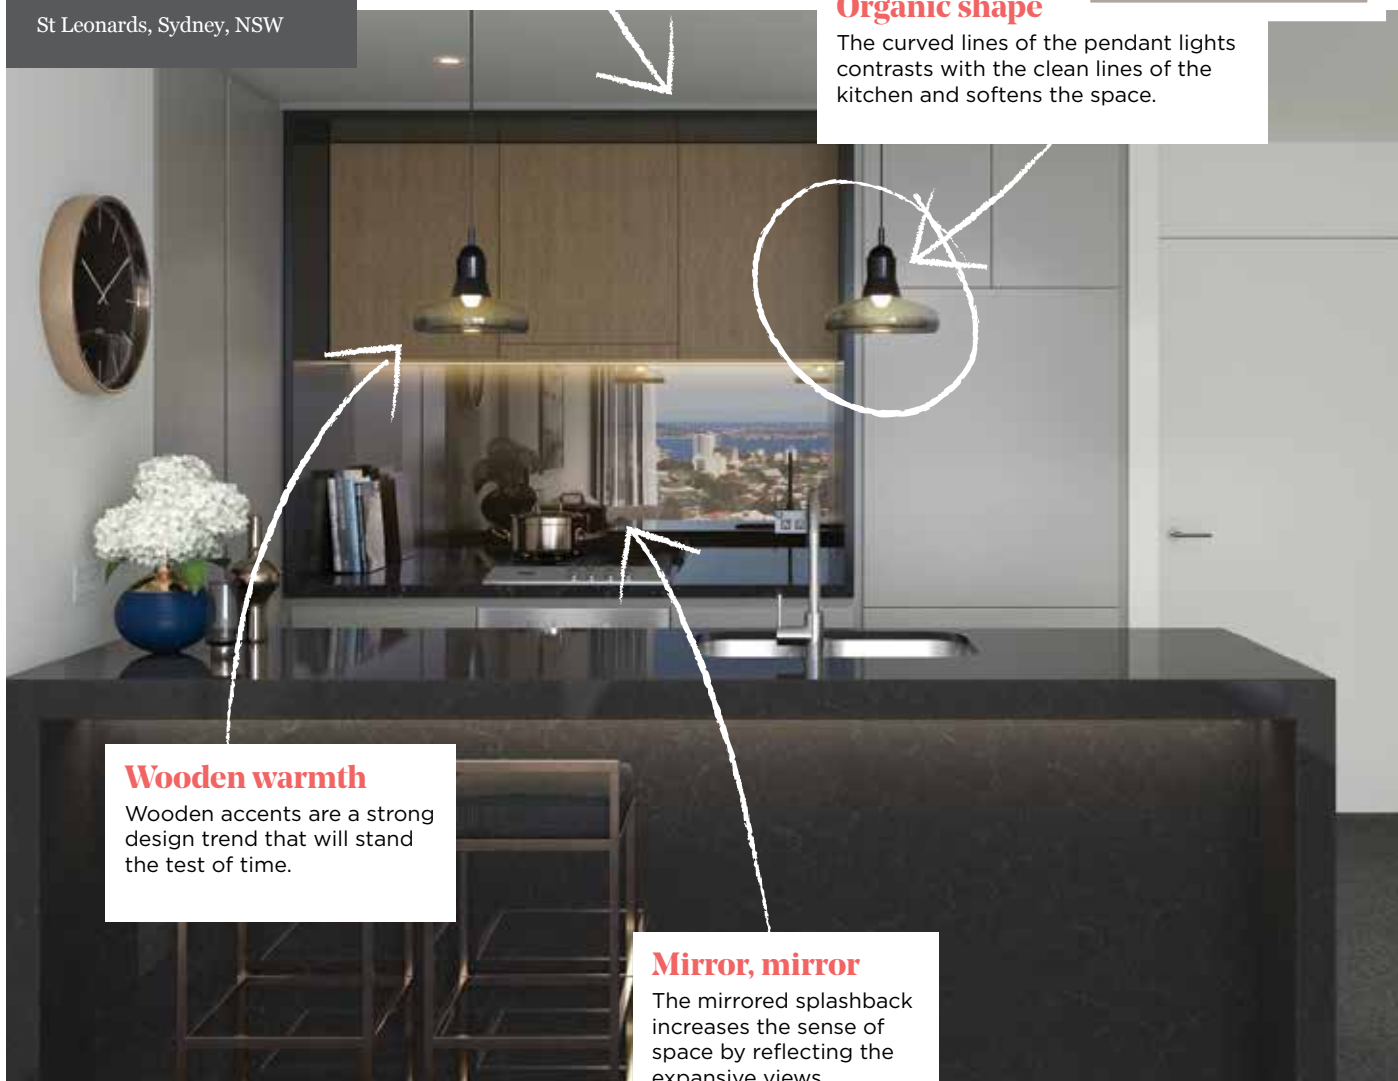 St Leonards, Sydney, NSW
Organic shape
The curved lines of the pendant lights
contrasts with the clean lines of the
kitchen and softens the space.
Wooden warmth
Wooden accents are a strong
design trend that will stand
the test of time.
Mirror, mirror
The mirrored splashback
increases the sense of
space by reflecting the
expansive views